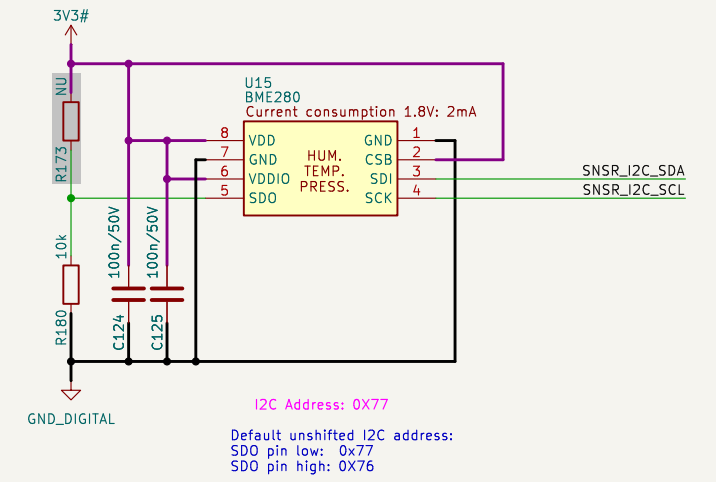 3V3#
NU
R173
10k
R180
GND_DIGITAL
100n/50V
C124
100n/50V
C125
U15
BME280
Current consumption 1.8V: 2mA
8 VDD
7 GND
6 VDDIO
5 SDO
HUM.
TEMP.
PRESS.
GND 1
CSB 2
SDI 3
SCK 4
SNSR_I2C_SDA
SNSR_I2C_SCL
I2C Address: 0X77
Default unshifted I2C address:
SDO pin low: 0x77
SDO pin high: 0X76